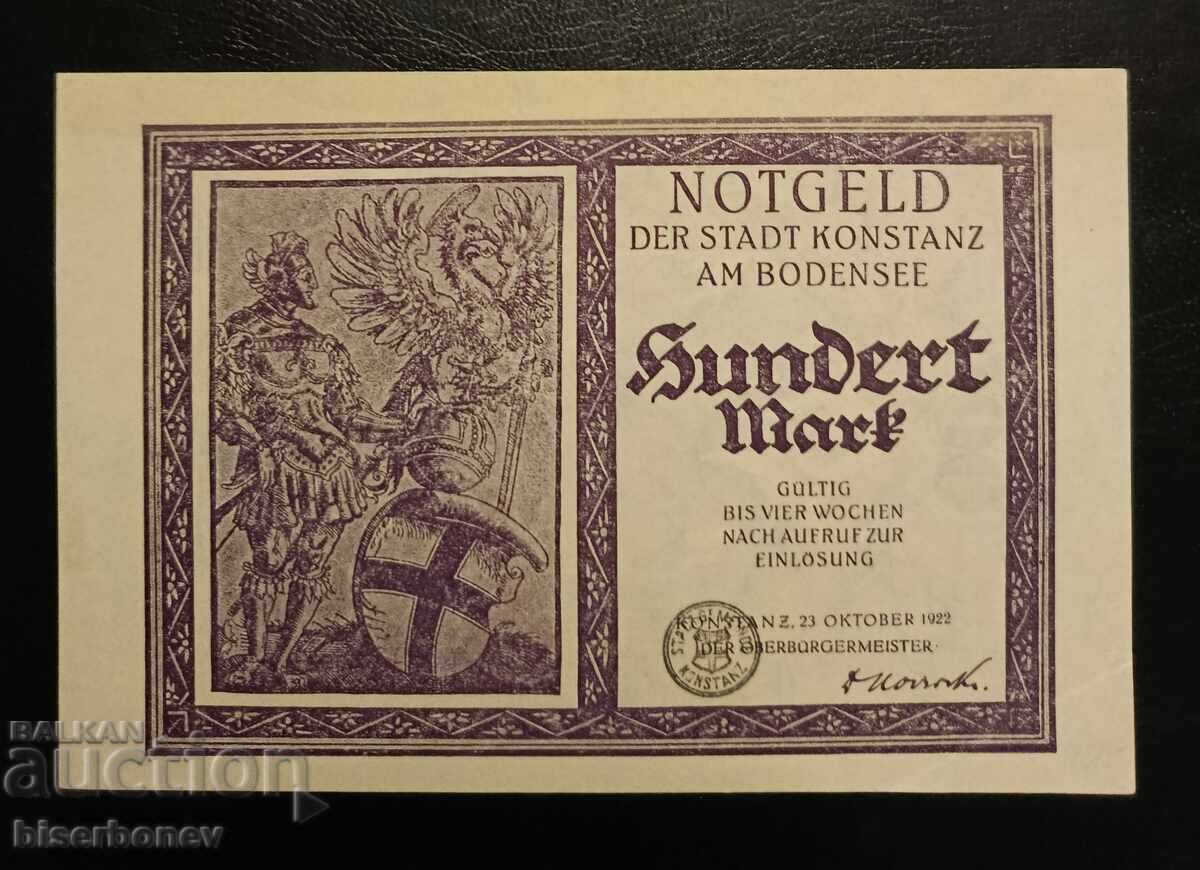 NOTGELD
DER STADT KONSTANZ
AM BODENSEE
Hundert
Mark
GÜLTIG
BIS VIER WOCHEN
NACH AUFRUF ZUR
EINLÖSUNG
KONSTANZ, 23 OKTOBER 1922
DER OBERBÜRGERMEISTER
KONSTANZ
BALKAN
auction
biserbonev